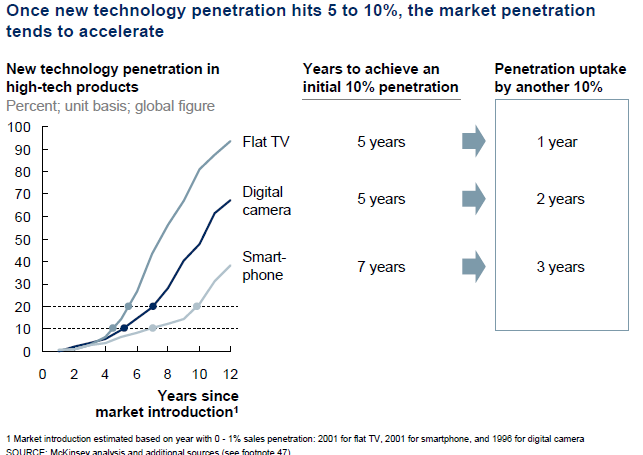 Once new technology penetration hits 5 to 10%, the market penetration
tends to accelerate
New technology penetration in
high-tech products
Percent; unit basis; global figure
Years to achieve an
initial 10% penetration
Penetration uptake
by another 10%
100
90
80
70
60
50
40
30
20
10
0
0 2 4 6 8 10 12
Years since
market introduction1
Flat TV
5 years
1 year
Digital
camera
5 years
2 years
Smart-
phone
7 years
3 years
1 Market introduction estimated based on year with 0 - 1% sales penetration: 2001 for flat TV, 2001 for smartphone, and 1996 for digital camera
SOURCE: McKinsey analysis and additional sources (see footnote 47)